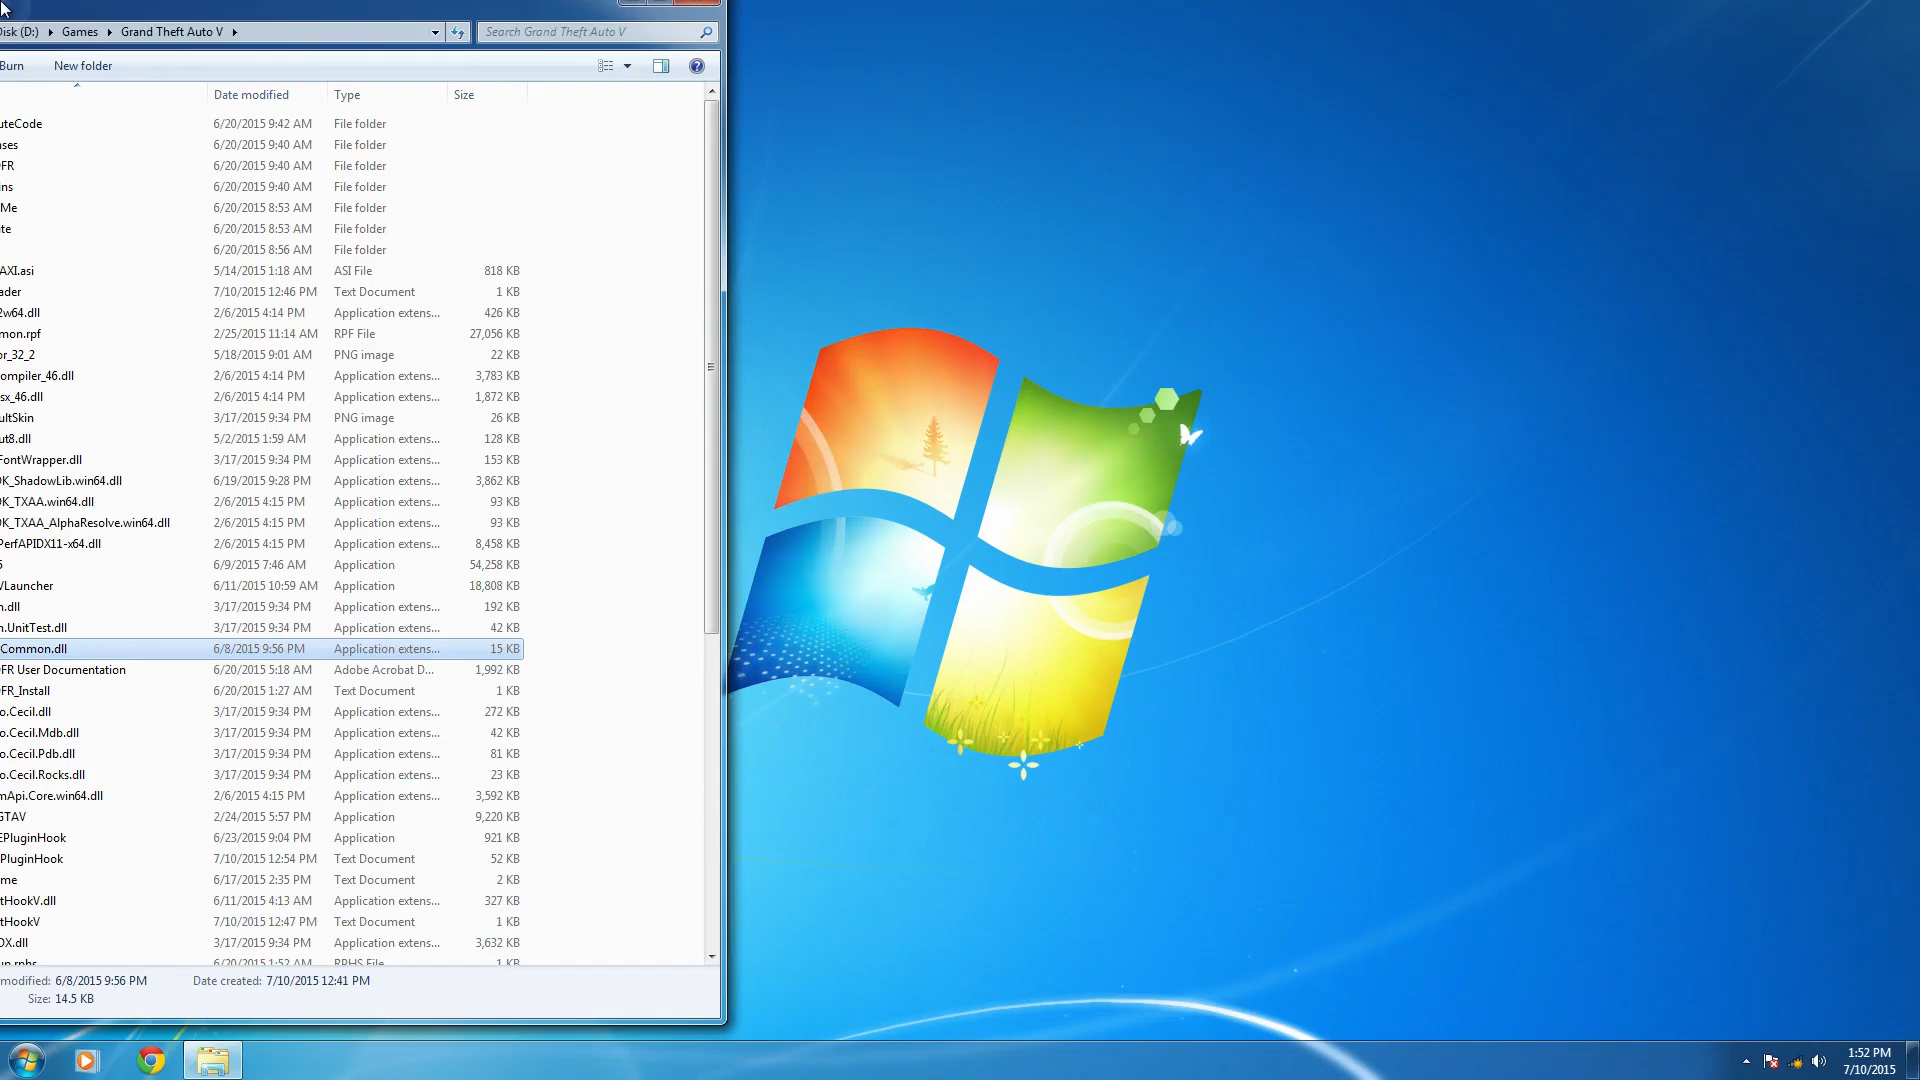 Disk (D:) Games Grand Theft Auto V Search Grand Theft Auto V
Burn New folder
Date modified Type Size
uteCode 6/20/2015 9:42 AM File folder
nses 6/20/2015 9:40 AM File folder
FR 6/20/2015 9:40 AM File folder
ins 6/20/2015 9:40 AM File folder
Me 6/20/2015 8:53 AM File folder
te 6/20/2015 8:53 AM File folder
6/20/2015 8:56 AM File folder
AXI.asi 5/14/2015 1:18 AM ASI File 818 KB
ader 7/10/2015 12:46 PM Text Document 1 KB
2w64.dll 2/6/2015 4:14 PM Application extens... 426 KB
mon.rpf 2/25/2015 11:14 AM RPF File 27,056 KB
or_32_2 5/18/2015 9:01 AM PNG image 22 KB
ompiler_46.dll 2/6/2015 4:14 PM Application extens... 3,783 KB
sx_46.dll 2/6/2015 4:14 PM Application extens... 1,872 KB
ultSkin 3/17/2015 9:34 PM PNG image 26 KB
ut8.dll 5/2/2015 1:59 AM Application extens... 128 KB
FontWrapper.dll 3/17/2015 9:34 PM Application extens... 153 KB
K_ShadowLib.win64.dll 6/19/2015 9:28 PM Application extens... 3,862 KB
K_TXAA.win64.dll 2/6/2015 4:15 PM Application extens... 93 KB
K_TXAA_AlphaResolve.win64.dll 2/6/2015 4:15 PM Application extens... 93 KB
PerfAPIDX11-x64.dll 2/6/2015 4:15 PM Application extens... 8,458 KB
5 6/9/2015 7:46 AM Application 54,258 KB
VLauncher 6/11/2015 10:59 AM Application 18,808 KB
n.dll 3/17/2015 9:34 PM Application extens... 192 KB
n.UnitTest.dll 3/17/2015 9:34 PM Application extens... 42 KB
Common.dll 6/8/2015 9:56 PM Application extens... 15 KB
FR User Documentation 6/20/2015 5:18 AM Adobe Acrobat D... 1,992 KB
FR_Install 6/20/2015 1:27 AM Text Document 1 KB
o.Cecil.dll 3/17/2015 9:34 PM Application extens... 272 KB
o.Cecil.Mdb.dll 3/17/2015 9:34 PM Application extens... 42 KB
o.Cecil.Pdb.dll 3/17/2015 9:34 PM Application extens... 81 KB
o.Cecil.Rocks.dll 3/17/2015 9:34 PM Application extens... 23 KB
mApi.Core.win64.dll 2/6/2015 4:15 PM Application extens... 3,592 KB
GTAV 2/24/2015 5:57 PM Application 9,220 KB
EPluginHook 6/23/2015 9:04 PM Application 921 KB
PluginHook 7/10/2015 12:54 PM Text Document 52 KB
me 6/17/2015 2:35 PM Text Document 2 KB
tHookV.dll 6/11/2015 4:13 AM Application extens... 327 KB
tHookV 7/10/2015 12:47 PM Text Document 1 KB
DX.dll 3/17/2015 9:34 PM Application extens... 3,632 KB
un.rphs 6/20/2015 1:52 AM RPHS File 1 KB
modified: 6/8/2015 9:56 PM Date created: 7/10/2015 12:41 PM
Size: 14.5 KB
1:52 PM
7/10/2015